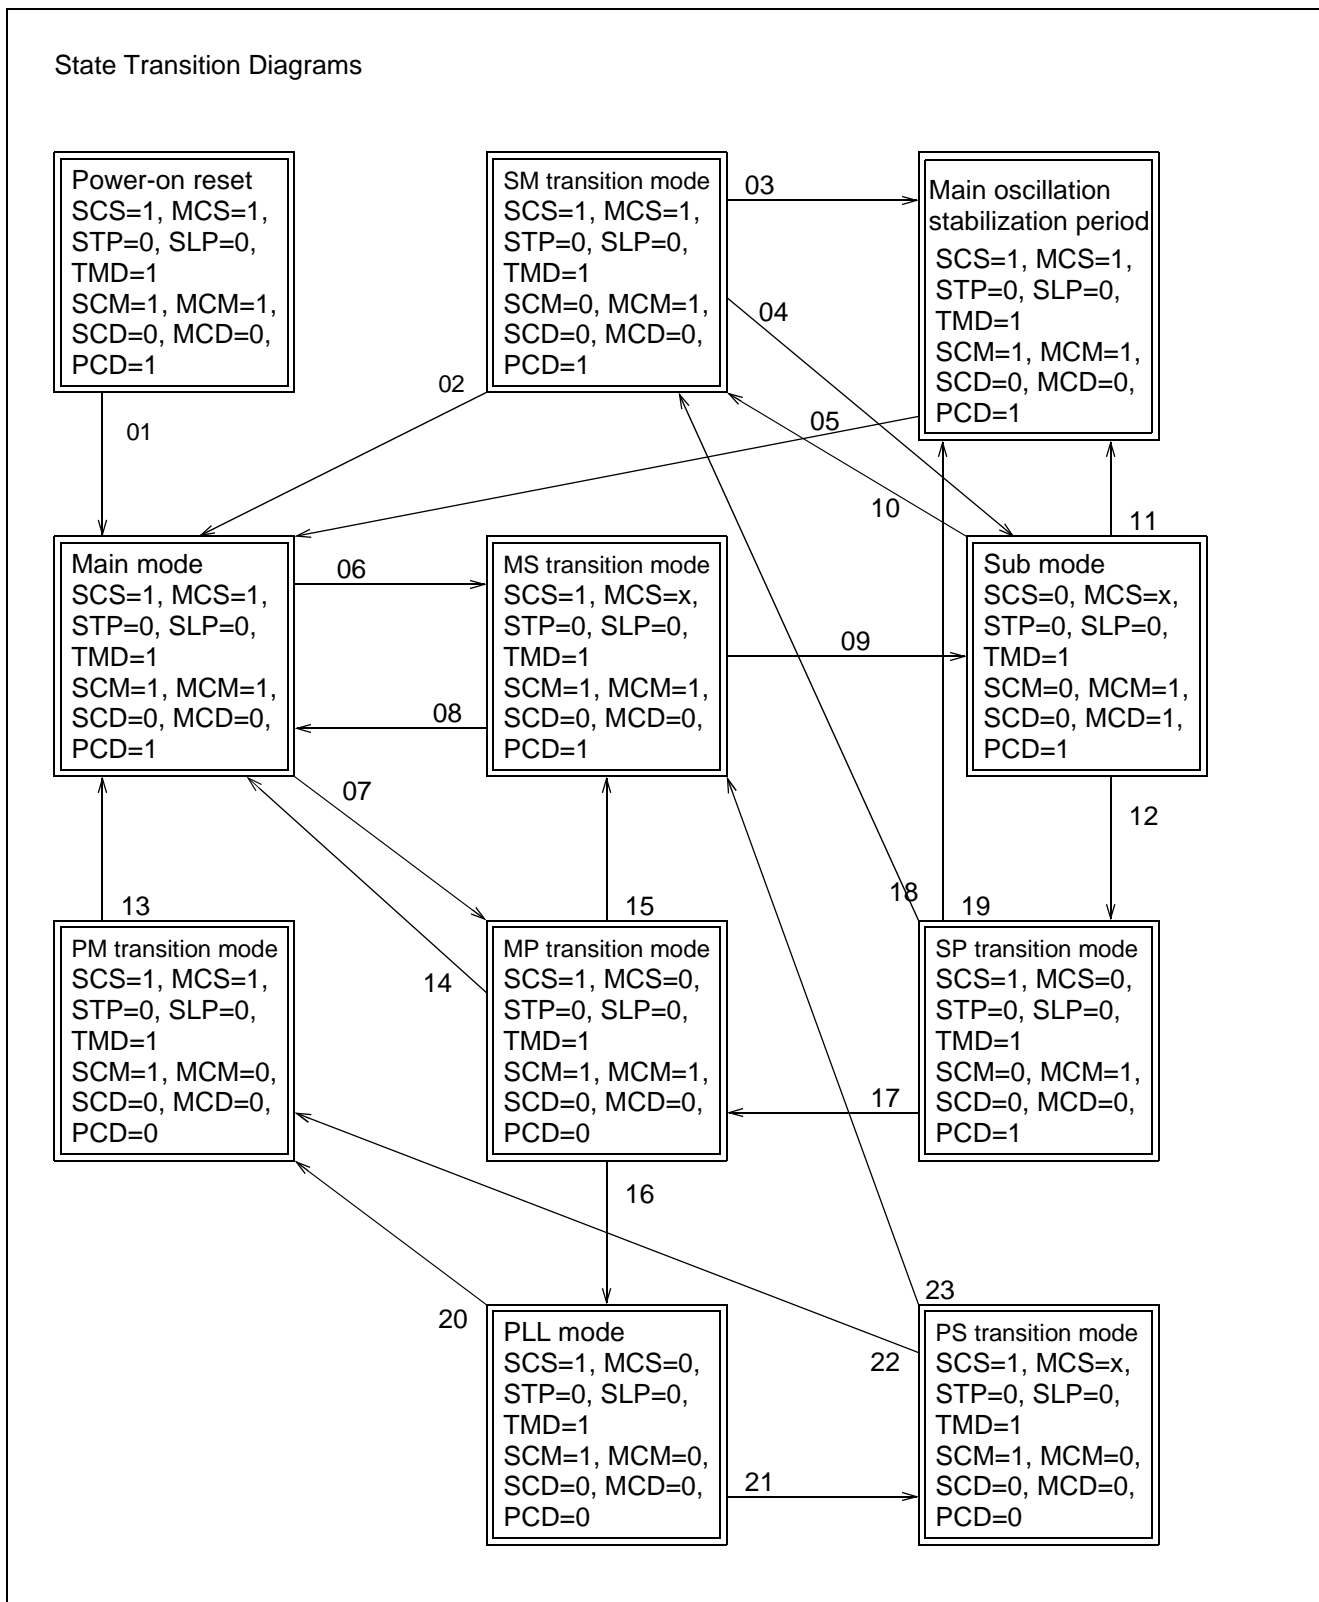 State Transition Diagrams
Power-on reset
SCS=1, MCS=1,
STP=0, SLP=0,
TMD=1
SCM=1, MCM=1,
SCD=0, MCD=0,
PCD=1
SM transition mode
SCS=1, MCS=1,
STP=0, SLP=0,
TMD=1
SCM=0, MCM=1,
SCD=0, MCD=0,
PCD=1
03
Main oscillation
stabilization period
SCS=1, MCS=1,
STP=0, SLP=0,
TMD=1
SCM=1, MCM=1,
SCD=0, MCD=0,
PCD=1
04
02
05
01
10
11
Main mode
SCS=1, MCS=1,
STP=0, SLP=0,
TMD=1
SCM=1, MCM=1,
SCD=0, MCD=0,
PCD=1
06
08
MS transition mode
SCS=1, MCS=x,
STP=0, SLP=0,
TMD=1
SCM=1, MCM=1,
SCD=0, MCD=0,
PCD=1
09
Sub mode
SCS=0, MCS=x,
STP=0, SLP=0,
TMD=1
SCM=0, MCM=1,
SCD=0, MCD=1,
PCD=1
07
12
13
15
18
19
PM transition mode
SCS=1, MCS=1,
STP=0, SLP=0,
TMD=1
SCM=1, MCM=0,
SCD=0, MCD=0,
PCD=0
14
MP transition mode
SCS=1, MCS=0,
STP=0, SLP=0,
TMD=1
SCM=1, MCM=1,
SCD=0, MCD=0,
PCD=0
17
SP transition mode
SCS=1, MCS=0,
STP=0, SLP=0,
TMD=1
SCM=0, MCM=1,
SCD=0, MCD=0,
PCD=1
16
23
20
22
PLL mode
SCS=1, MCS=0,
STP=0, SLP=0,
TMD=1
SCM=1, MCM=0,
SCD=0, MCD=0,
PCD=0
21
PS transition mode
SCS=1, MCS=x,
STP=0, SLP=0,
TMD=1
SCM=1, MCM=0,
SCD=0, MCD=0,
PCD=0